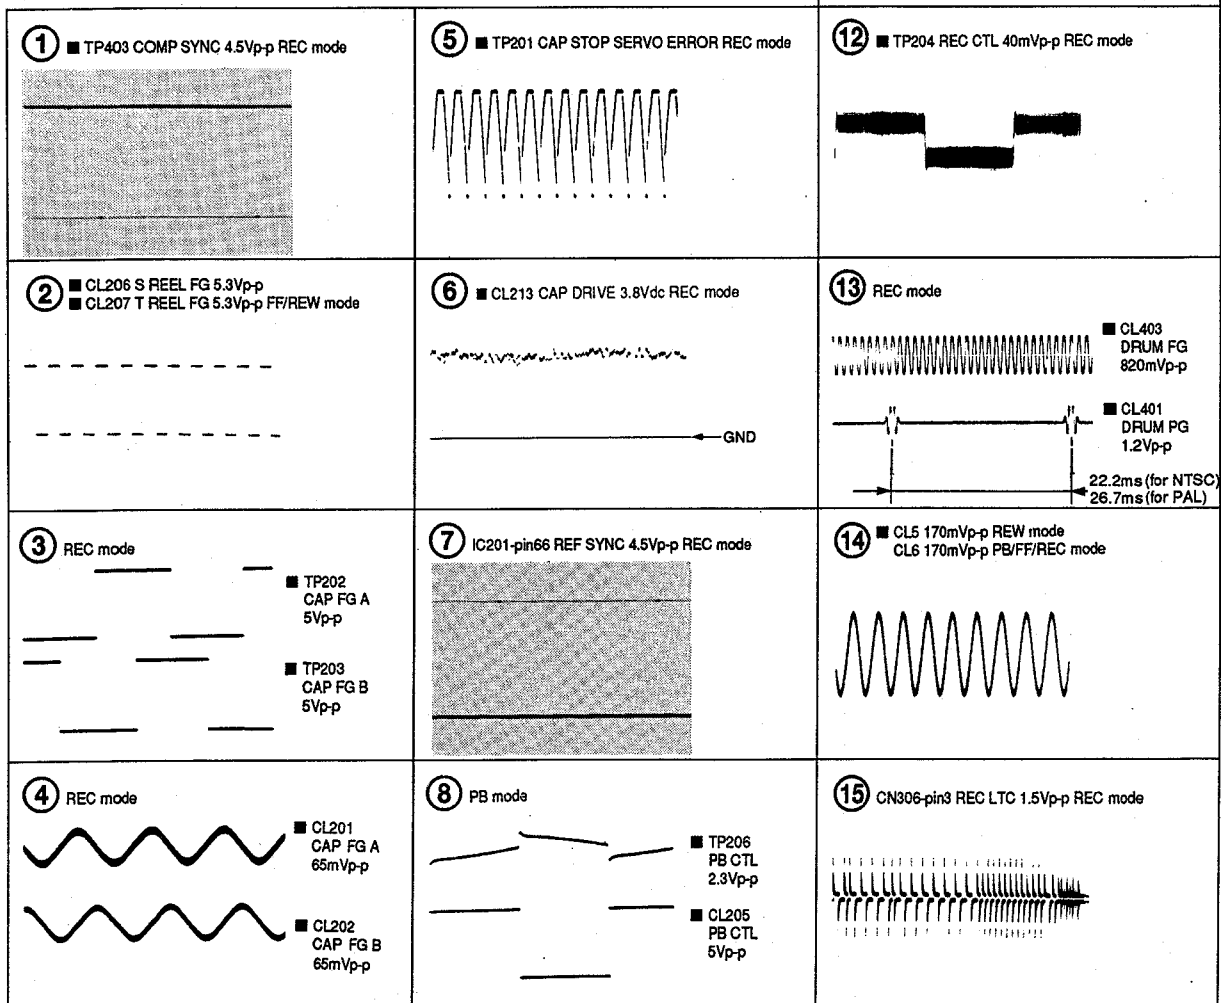 1 ■ TP403 COMP SYNC 4.5Vp-p REC mode
2 ■ CL206 S REEL FG 5.3Vp-p
■ CL207 T REEL FG 5.3Vp-p FF/REW mode
3 REC mode
■ TP202
CAP FG A
5Vp-p
■ TP203
CAP FG B
5Vp-p
4 REC mode
■ CL201
CAP FG A
65mVp-p
■ CL202
CAP FG B
65mVp-p
5 ■ TP201 CAP STOP SERVO ERROR REC mode
6 ■ CL213 CAP DRIVE 3.8Vdc REC mode
GND
7 IC201-pin66 REF SYNC 4.5Vp-p REC mode
8 PB mode
■ TP206
PB CTL
2.3Vp-p
■ CL205
PB CTL
5Vp-p
12 ■ TP204 REC CTL 40mVp-p REC mode
13 REC mode
■ CL403
DRUM FG
820mVp-p
■ CL401
DRUM PG
1.2Vp-p
22.2ms (for NTSC)
26.7ms (for PAL)
14 ■ CL5 170mVp-p REW mode
CL6 170mVp-p PB/FF/REC mode
15 CN306-pin3 REC LTC 1.5Vp-p REC mode